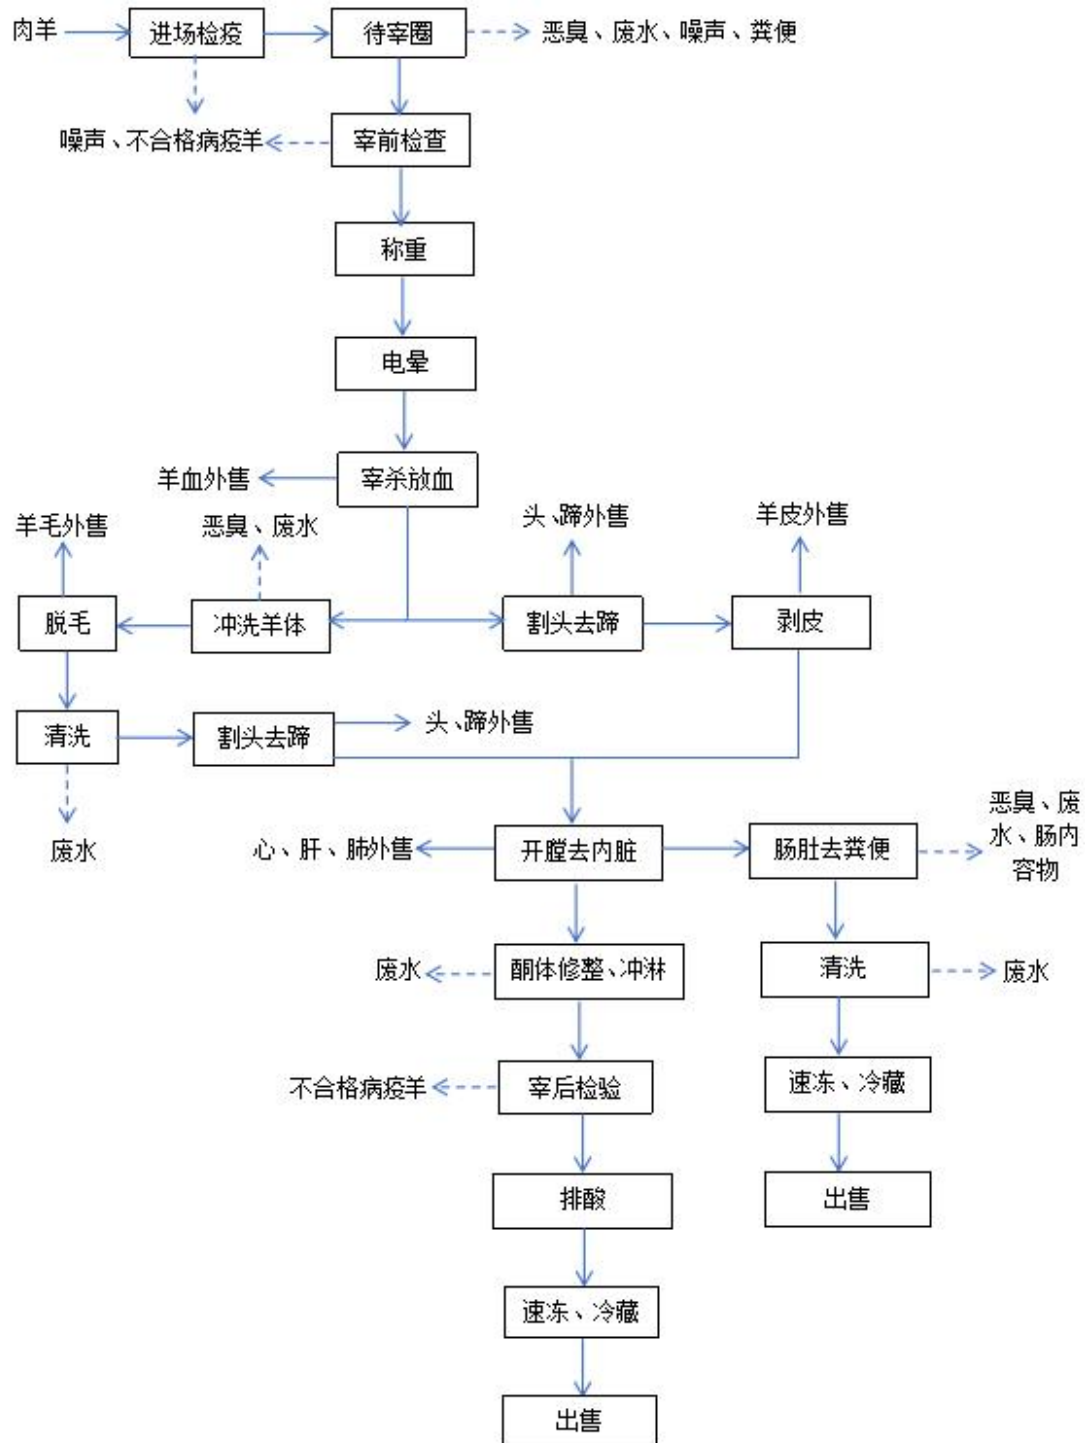 肉羊
进场检疫
待宰圈
恶臭、废水、噪声、粪便
噪声、不合格病疫羊
宰前检查
称重
电晕
羊血外售
宰杀放血
羊毛外售
恶臭、废水
头、蹄外售
羊皮外售
脱毛
冲洗羊体
割头去蹄
剥皮
清洗
割头去蹄
头、蹄外售
废水
心、肝、肺外售
开膛去内脏
肠肚去粪便
恶臭、废
水、肠内
容物
废水
胴体修整、冲淋
清洗
废水
不合格病疫羊
宰后检验
速冻、冷藏
排酸
出售
速冻、冷藏
出售